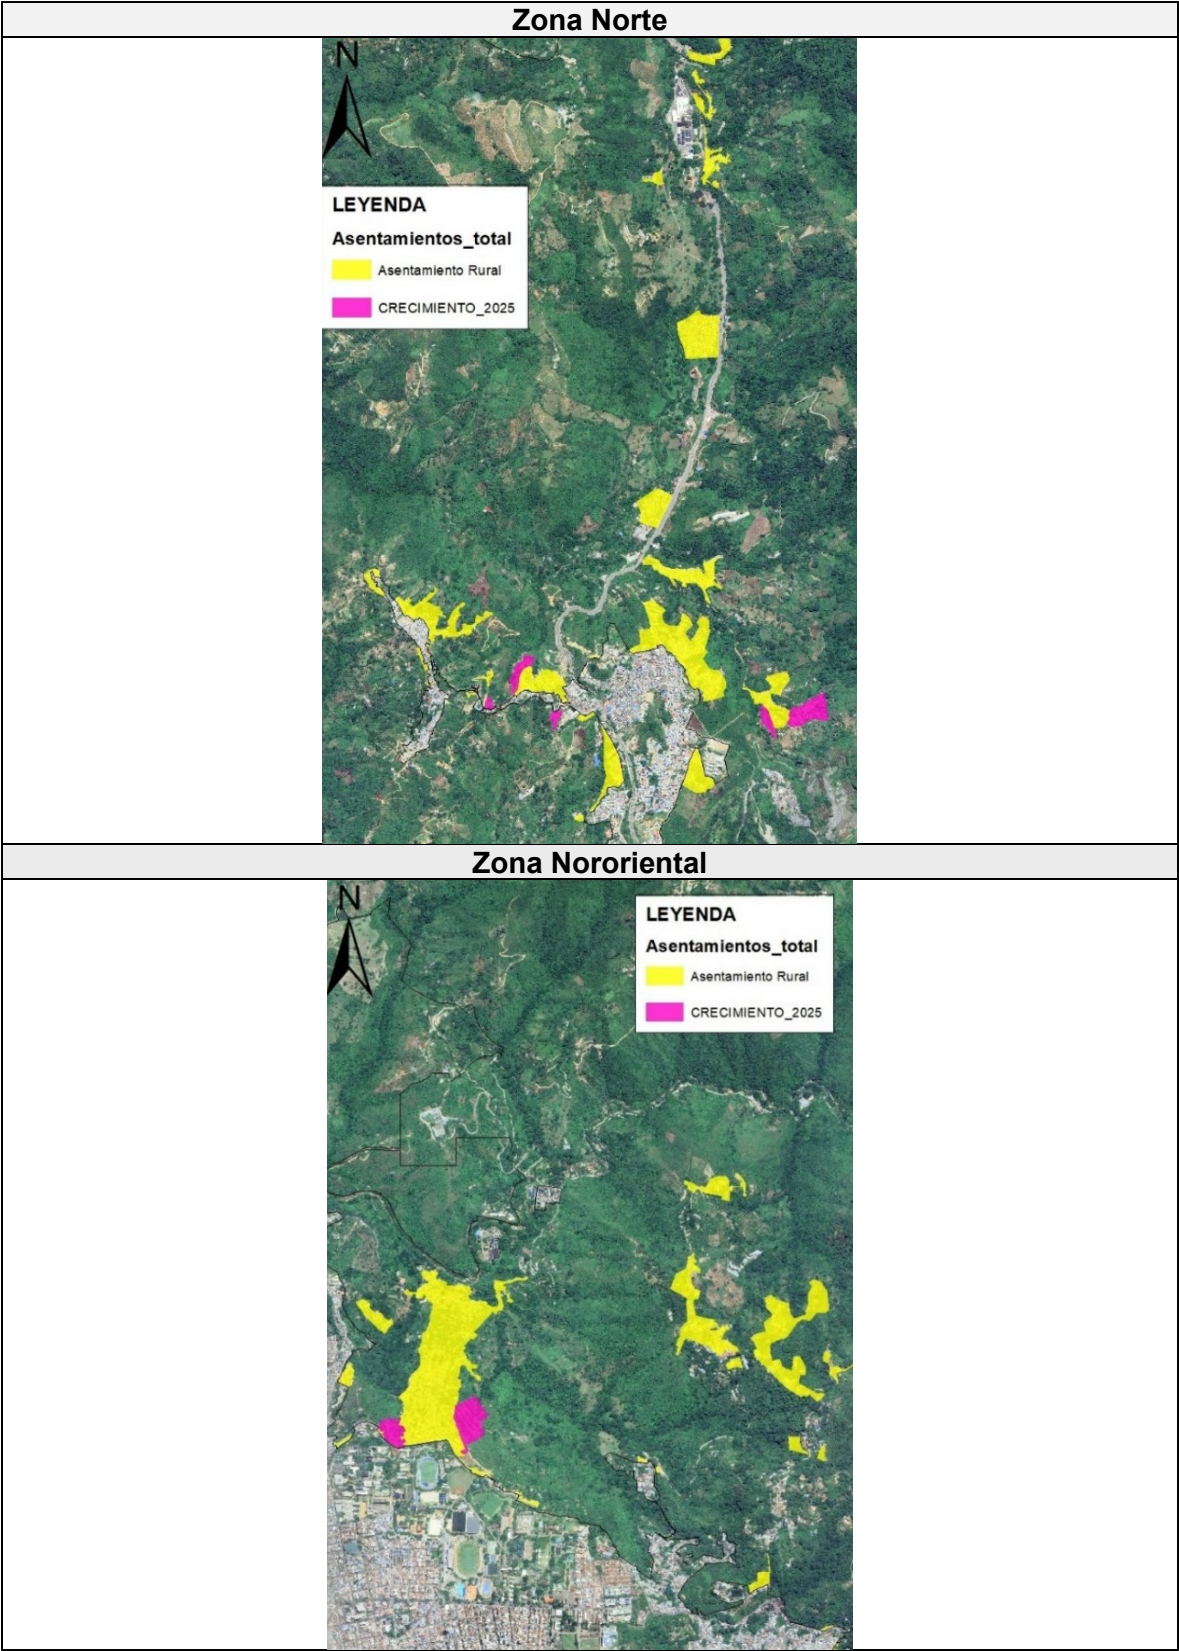 Zona Norte
N
LEYENDA
Asentamientos_total
Asentamiento Rural
CRECIMIENTO_2025
Zona Nororiental
N
LEYENDA
Asentamientos_total
Asentamiento Rural
CRECIMIENTO_2025